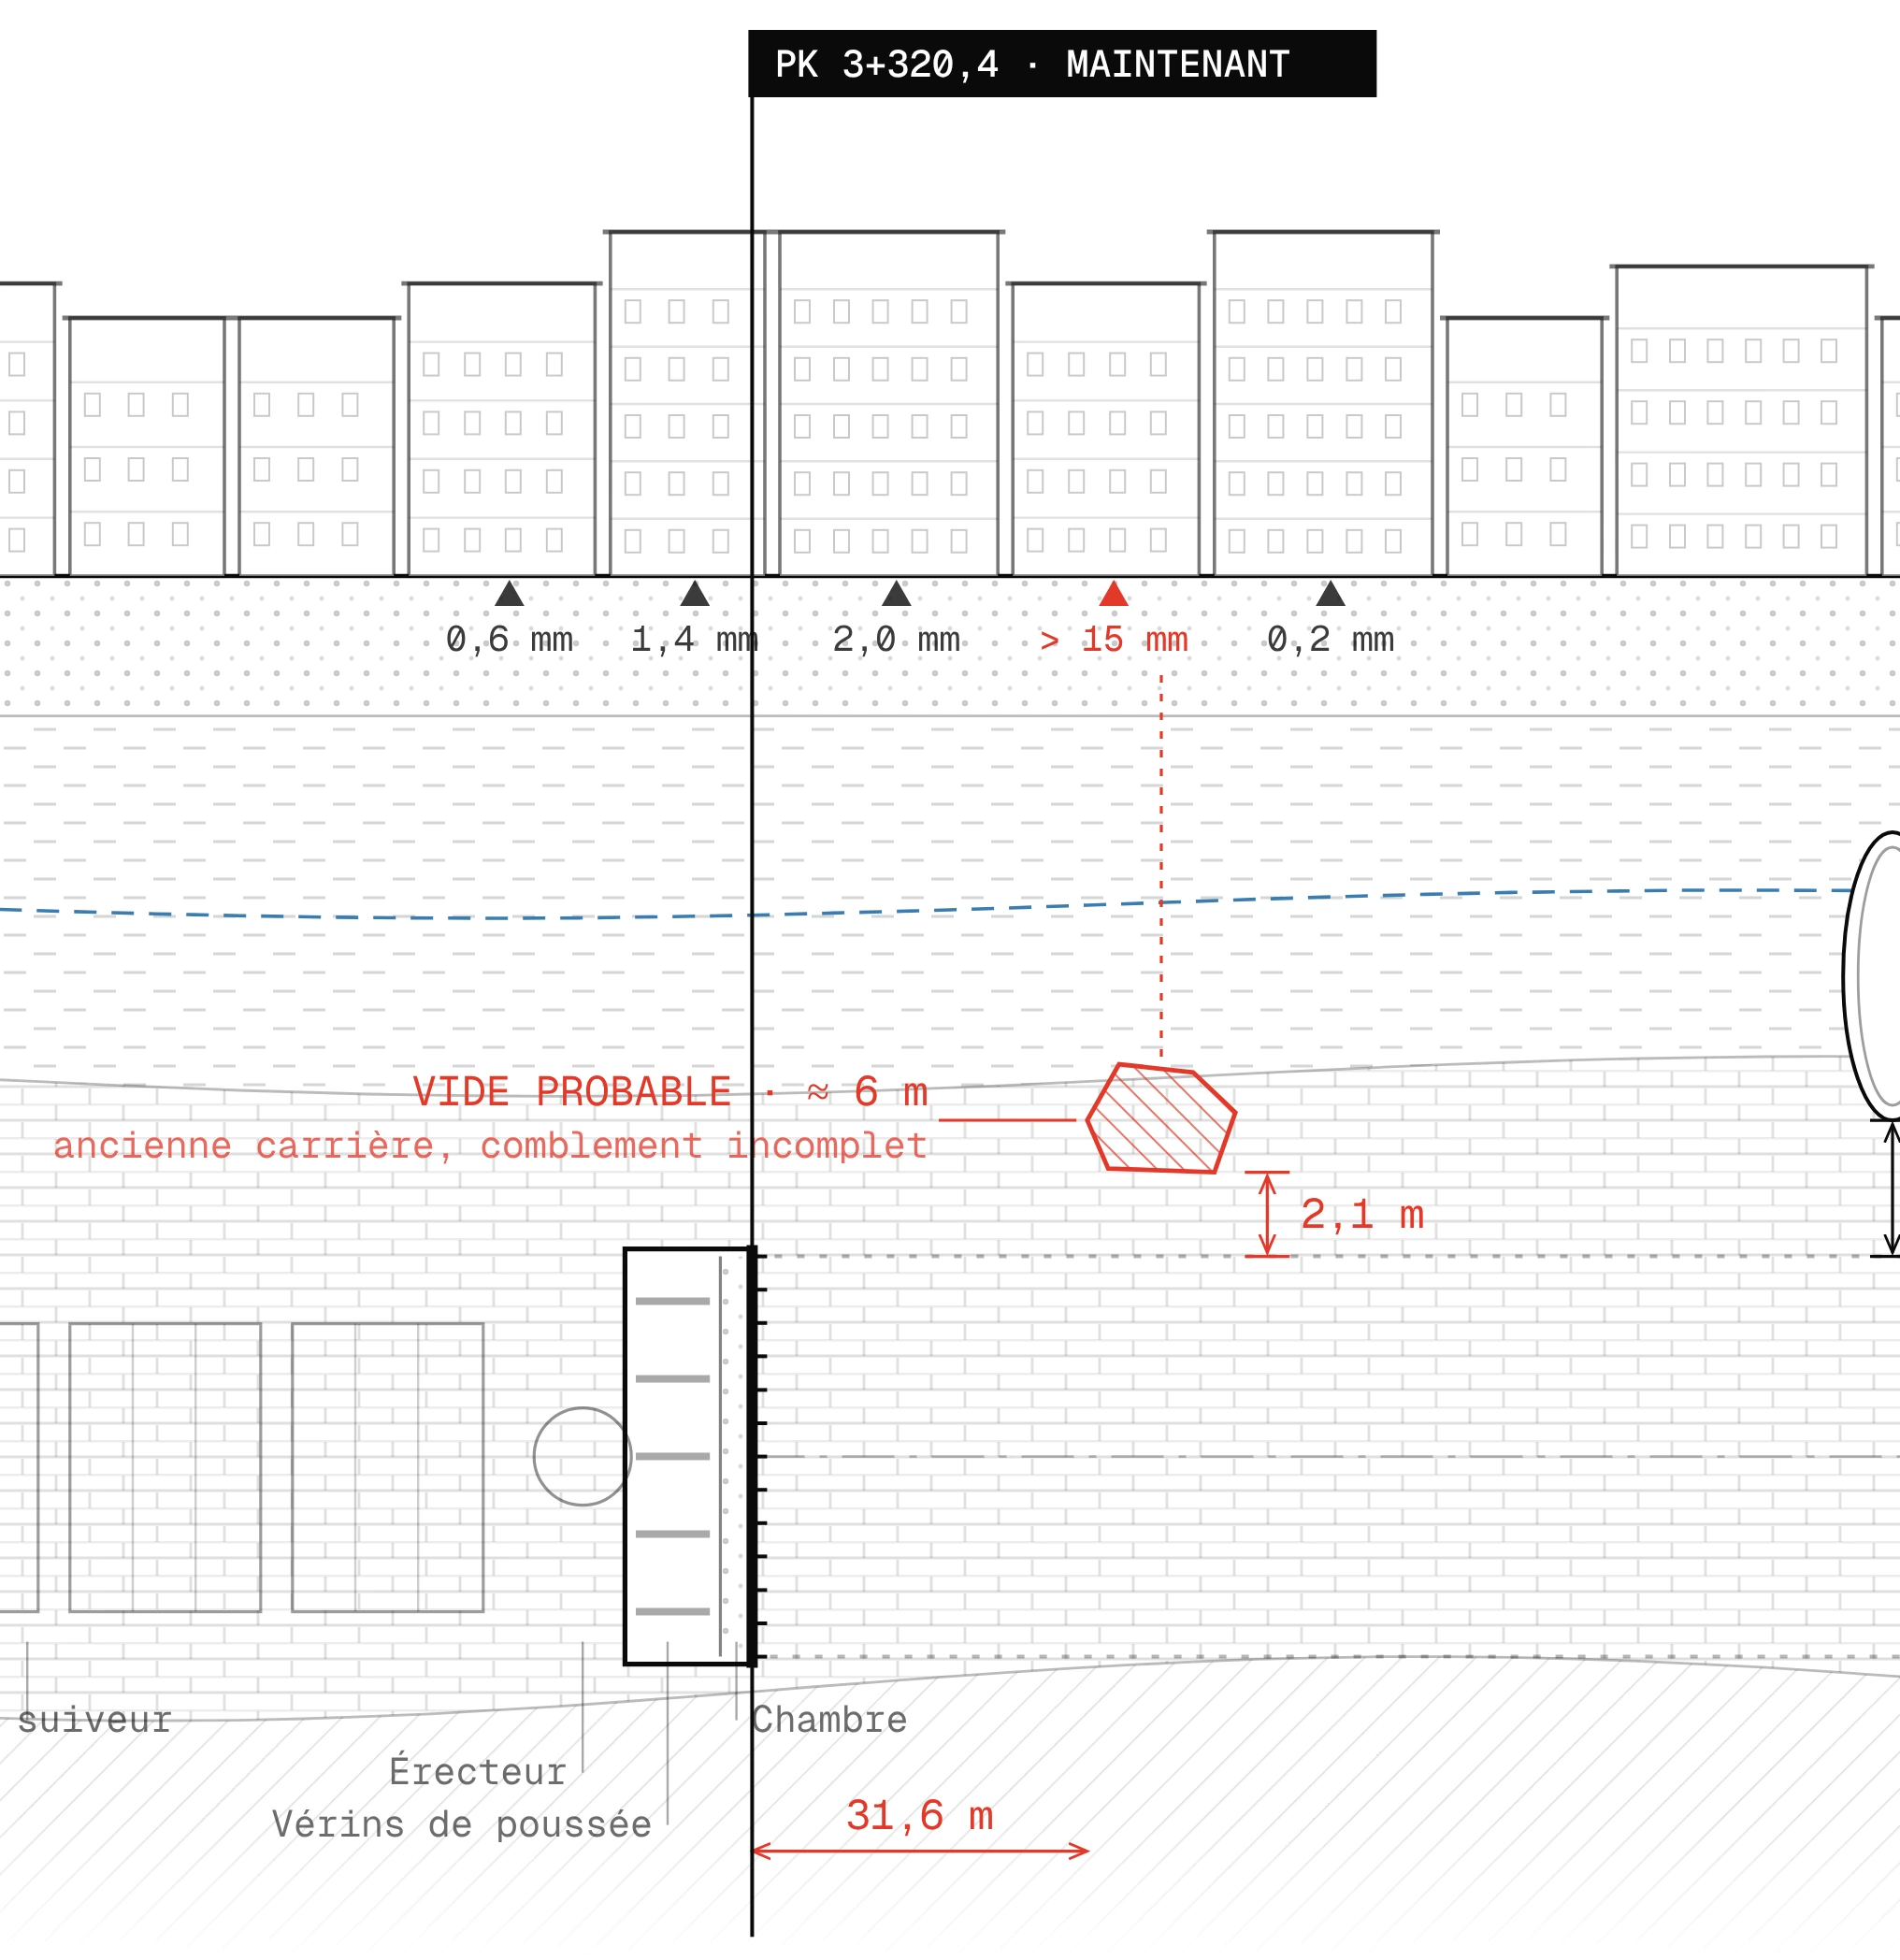 PK 3+320,4 · MAINTENANT
0,6 mm
1,4 mm
2,0 mm
> 15 mm
0,2 mm
VIDE PROBABLE · ≈ 6 m
ancienne carrière, comblement incomplet
2,1 m
suiveur
Chambre
Érecteur
Vérins de poussée
31,6 m